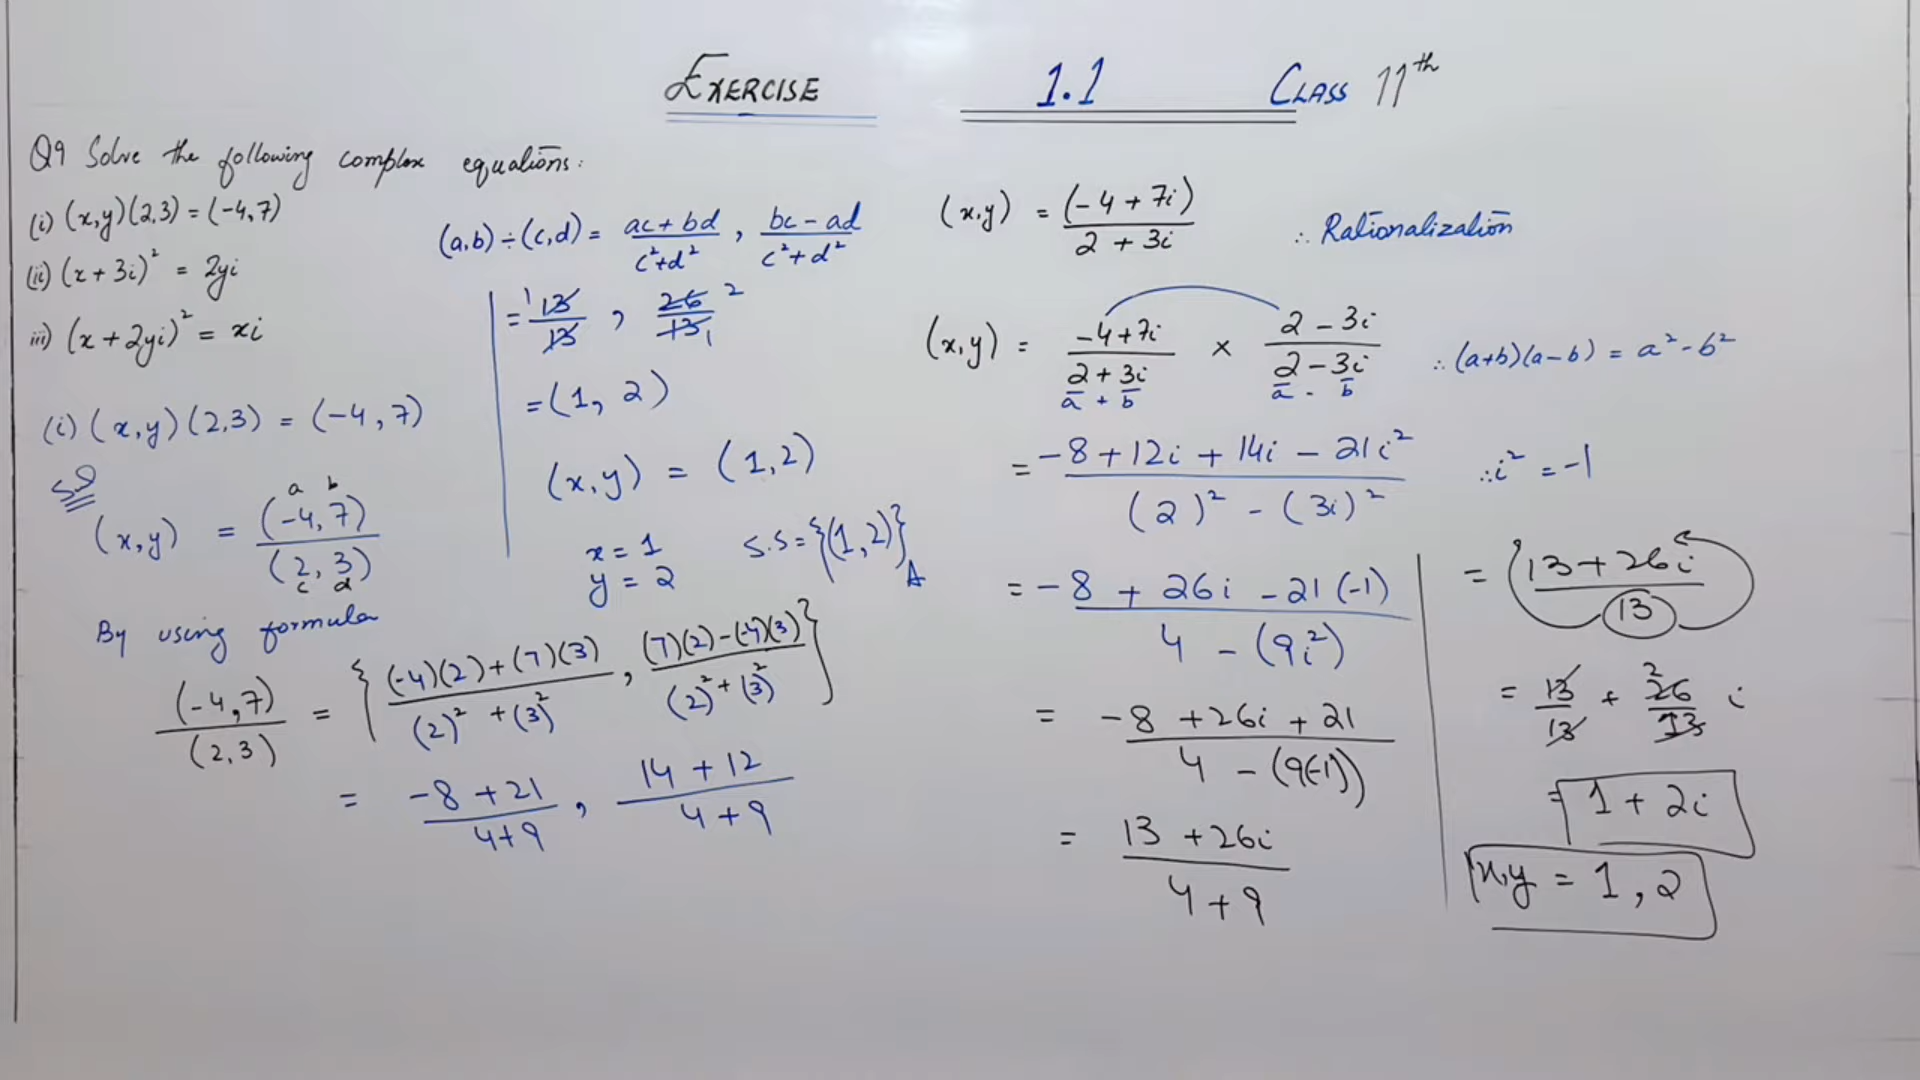 EXERCISE 1.1 CLASS 11th
Q9 Solve the following complex equations:
(i) (x,y)(2,3) = (-4,7)
(ii) (x + 3i)² = 2yi
iii) (x + 2yi)² = xi
(i) (x,y)(2,3) = (-4,7)
Sol
a b
(x,y) = (-4,7)/(2,3)
c d
By using formula
(-4,7)/(2,3) = {((-4)(2)+(7)(3))/((2)²+(3)²), ((7)(2)-(-4)(3))/((2)²+(3)²)}
= (-8+21)/(4+9), (14+12)/(4+9)
(a,b)÷(c,d) = (ac+bd)/(c²+d²), (bc-ad)/(c²+d²)
= 1 13/13, 26/13 2 1
= (1, 2)
(x,y) = (1,2)
x = 1 S.S = {(1,2)} A
y = 2
(x,y) = (-4+7i)/(2+3i) ∴ Rationalization
(x,y) = (-4+7i)/(2+3i) × (2-3i)/(2-3i) ∴ (a+b)(a-b) = a²-b²
a + b a - b
= (-8+12i+14i-21i²)/((2)²-(3i)²) ∴ i² = -1
= (-8+26i-21(-1))/(4-(9i²))
= (-8+26i+21)/(4-(9(-1)))
= (13+26i)/(4+9)
= (13+26i)/13
= 13/13 + 2 26/13 i
= 1 + 2i
x,y = 1, 2